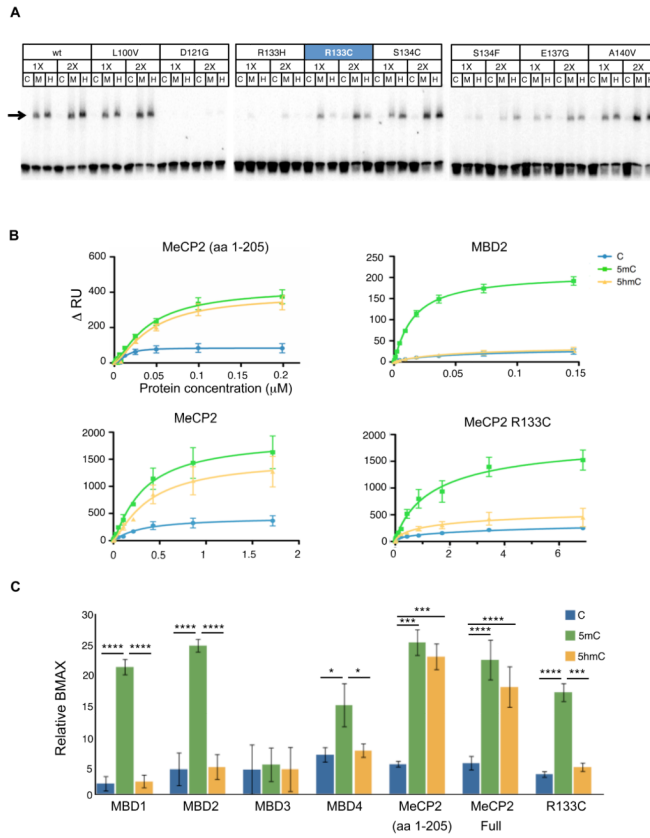 A
wt L100V D121G R133H R133C S134C S134F E137G A140V
1X 2X 1X 2X 1X 2X 1X 2X 1X 2X 1X 2X 1X 2X 1X 2X 1X 2X
C M H C M H C M H C M H C M H C M H C M H C M H C M H C M H C M H C M H C M H C M H C M H C M H C M H C M H
B
MeCP2 (aa 1-205)
Δ RU
600
400
200
0
0 0.05 0.1 0.15 0.2
Protein concentration (μM)
MBD2
250
200
150
100
50
0
0 0.05 0.10 0.15
C
5mC
5hmC
MeCP2
2000
1500
1000
500
0
0 0.5 1 1.5 2
MeCP2 R133C
2000
1500
1000
500
0
0 2 4 6
C
Relative BMAX
30
25
20
15
10
5
0
**** **** **** **** * * *** *** **** **** **** ***
C
5mC
5hmC
MBD1 MBD2 MBD3 MBD4 MeCP2 MeCP2 R133C
(aa 1-205) Full